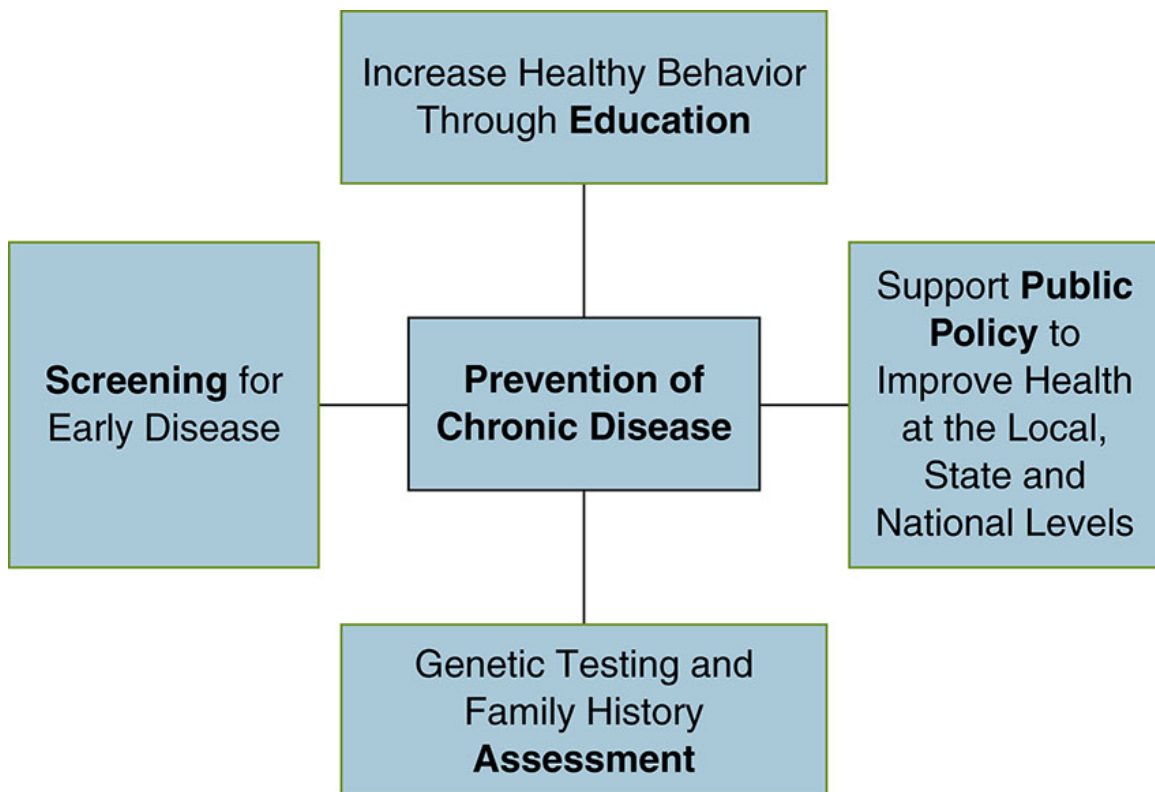 Increase Healthy Behavior
Through Education
Screening for
Early Disease
Prevention of
Chronic Disease
Support Public
Policy to
Improve Health
at the Local,
State and
National Levels
Genetic Testing and
Family History
Assessment